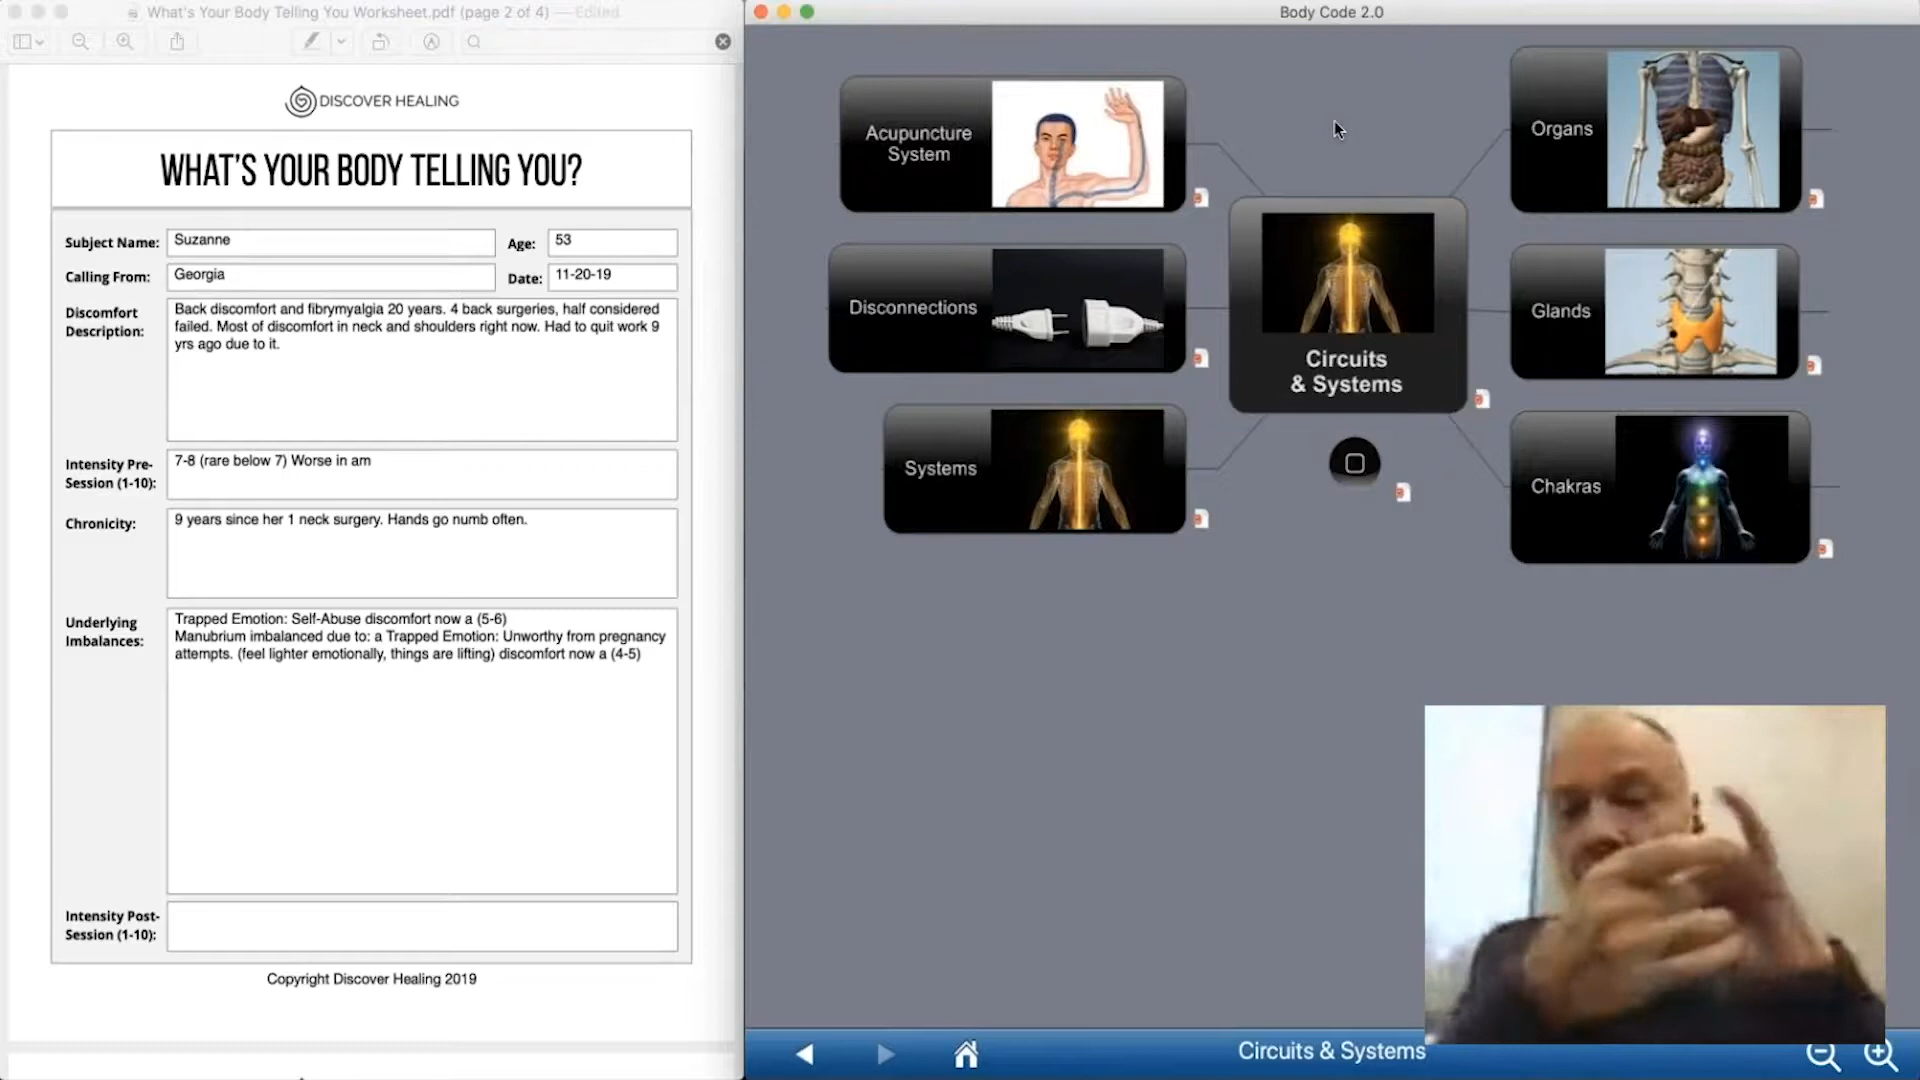 What's Your Body Telling You Worksheet.pdf (page 2 of 4) — Edited
DISCOVER HEALING
WHAT'S YOUR BODY TELLING YOU?
Subject Name: Suzanne Age: 53
Calling From: Georgia Date: 11-20-19
Discomfort Description:
Back discomfort and fibrymyalgia 20 years. 4 back surgeries, half considered
failed. Most of discomfort in neck and shoulders right now. Had to quit work 9
yrs ago due to it.
Intensity Pre-
Session (1-10):
7-8 (rare below 7) Worse in am
Chronicity:
9 years since her 1 neck surgery. Hands go numb often.
Underlying
Imbalances:
Trapped Emotion: Self-Abuse discomfort now a (5-6)
Manubrium imbalanced due to: a Trapped Emotion: Unworthy from pregnancy
attempts. (feel lighter emotionally, things are lifting) discomfort now a (4-5)
Intensity Post-
Session (1-10):
Copyright Discover Healing 2019
Body Code 2.0
Acupuncture
System
Disconnections
Systems
Circuits
& Systems
Organs
Glands
Chakras
Circuits & Systems